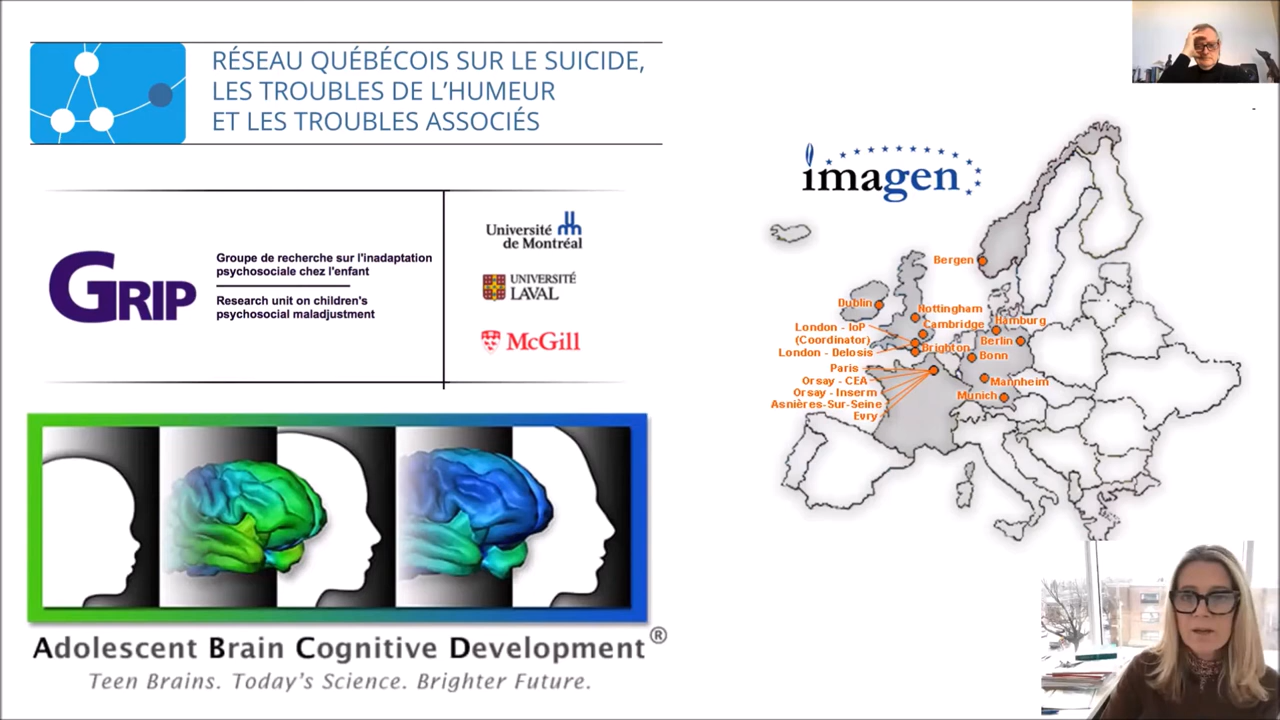 RÉSEAU QUÉBÉCOIS SUR LE SUICIDE,
LES TROUBLES DE L'HUMEUR
ET LES TROUBLES ASSOCIÉS
GRIP
Groupe de recherche sur l'inadaptation
psychosociale chez l'enfant
Research unit on children's
psychosocial maladjustment
Université
de Montréal
UNIVERSITÉ
LAVAL
McGill
Adolescent Brain Cognitive Development®
Teen Brains. Today's Science. Brighter Future.
imagen
Bergen
Dublin
Nottingham
Cambridge
Hamburg
London - IoP
(Coordinator)
Berlin
London - Delosis
Brighton
Bonn
Paris
Orsay - CEA
Mannheim
Orsay - Inserm
Munich
Asnières-Sur-Seine
Evry